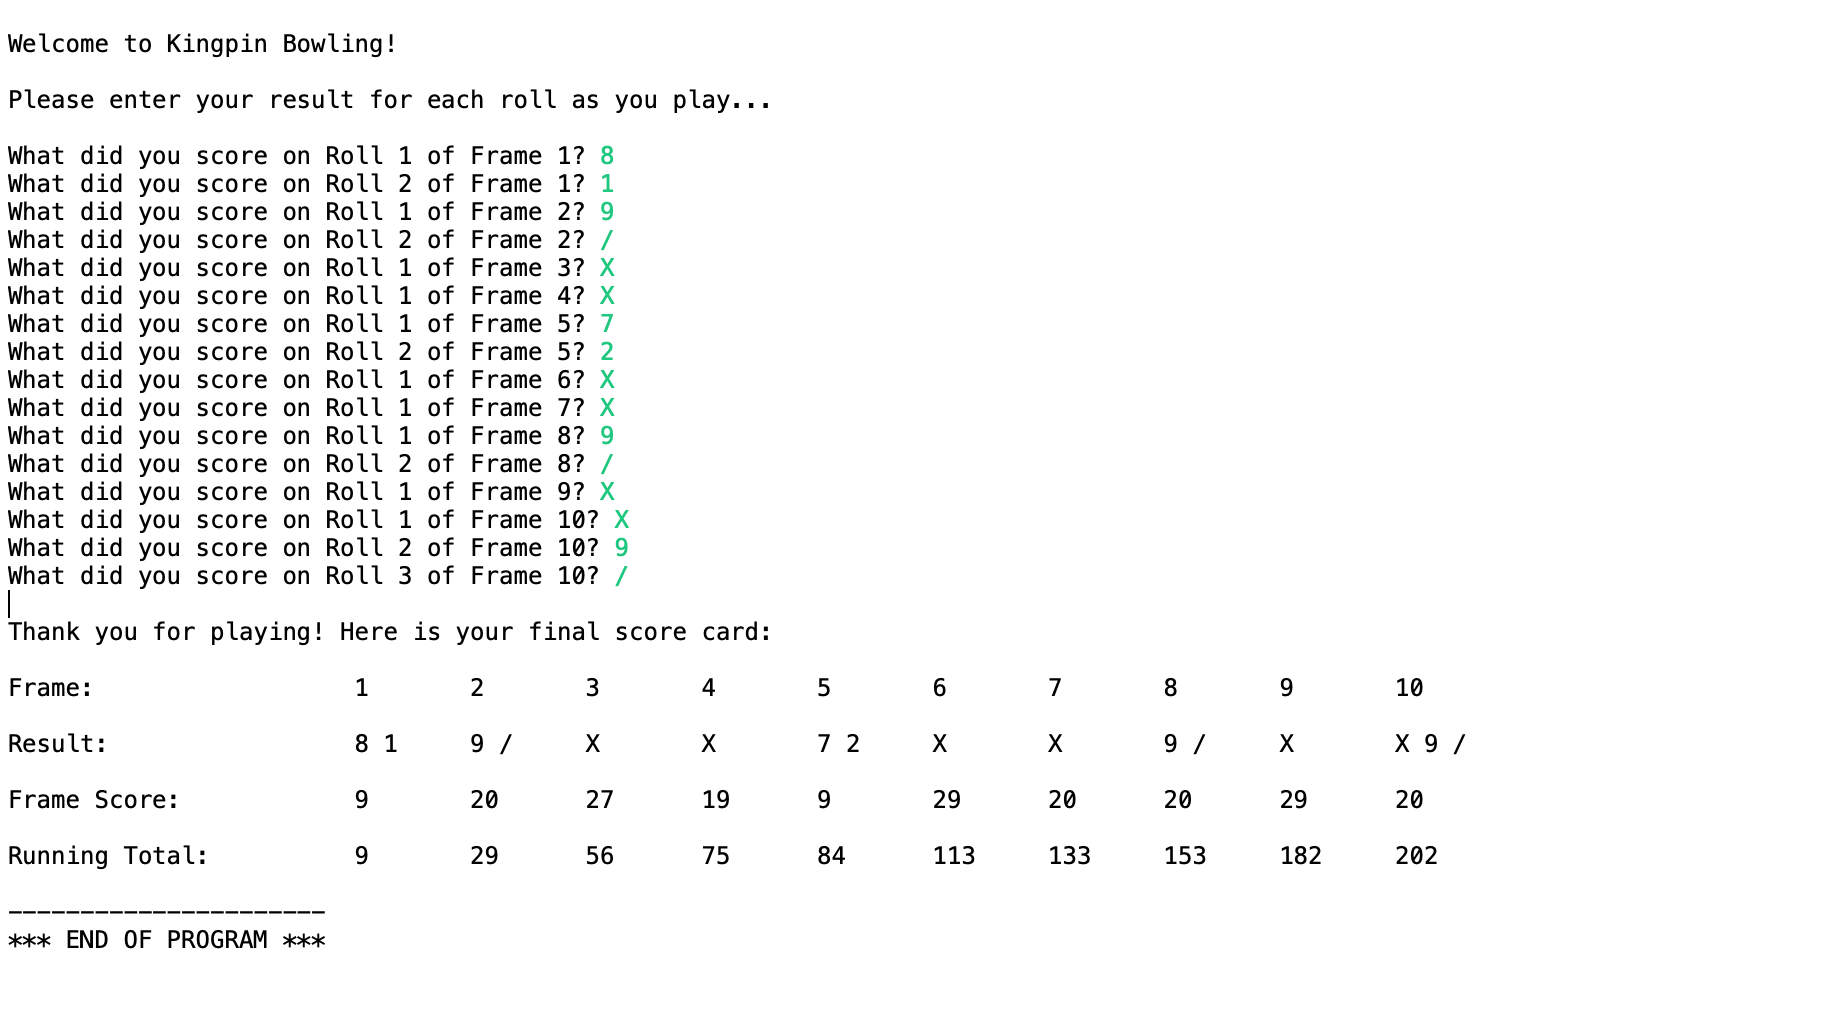 Welcome to Kingpin Bowling!
Please enter your result for each roll as you play...
What did you score on Roll 1 of Frame 1? 8
What did you score on Roll 2 of Frame 1? 1
What did you score on Roll 1 of Frame 2? 9
What did you score on Roll 2 of Frame 2? /
What did you score on Roll 1 of Frame 3? X
What did you score on Roll 1 of Frame 4? X
What did you score on Roll 1 of Frame 5? 7
What did you score on Roll 2 of Frame 5? 2
What did you score on Roll 1 of Frame 6? X
What did you score on Roll 1 of Frame 7? X
What did you score on Roll 1 of Frame 8? 9
What did you score on Roll 2 of Frame 8? /
What did you score on Roll 1 of Frame 9? X
What did you score on Roll 1 of Frame 10? X
What did you score on Roll 2 of Frame 10? 9
What did you score on Roll 3 of Frame 10? /
Thank you for playing! Here is your final score card:
Frame: 1 2 3 4 5 6 7 8 9 10
Result: 8 1 9 / X X 7 2 X X 9 / X X 9 /
Frame Score: 9 20 27 19 9 29 20 20 29 20
Running Total: 9 29 56 75 84 113 133 153 182 202
______________________
*** END OF PROGRAM ***